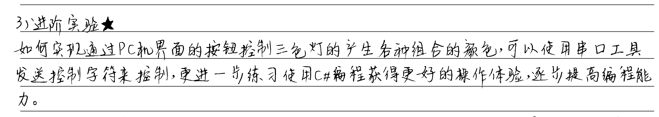 3)进阶实验★
如何实现通过PC机界面的按钮控制三色灯的产生各种组合的颜色,可以使用串口工具
发送控制字符来控制,更进一步练习使用C#编程获得更好的操作体验,逐步提高编程能
力。